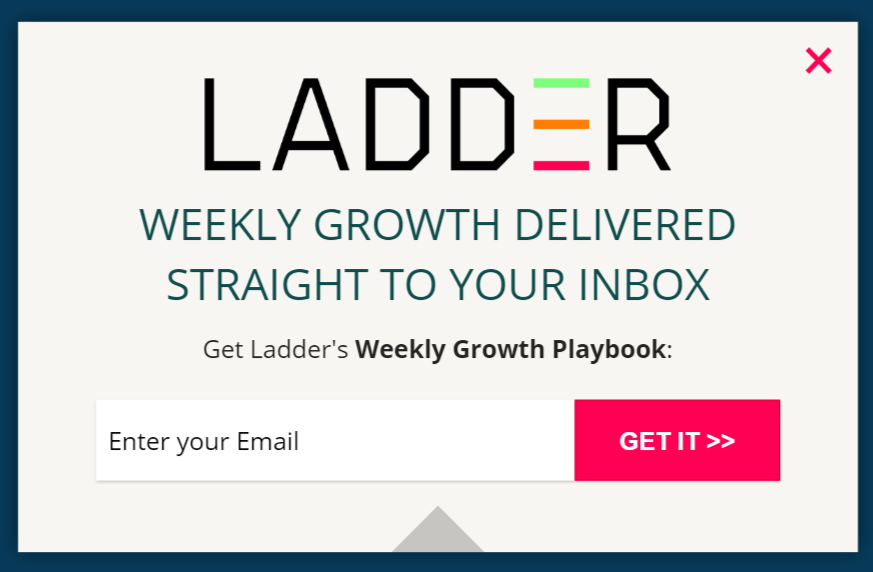 LADDER
WEEKLY GROWTH DELIVERED
STRAIGHT TO YOUR INBOX
Get Ladder's Weekly Growth Playbook:
Enter your Email
GET IT >>